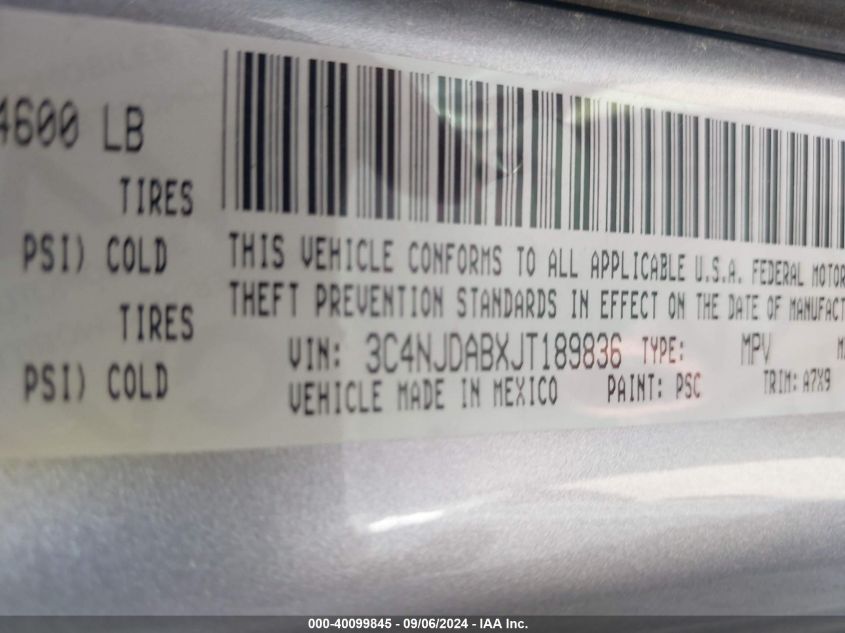 4600 LB
TIRES
PSI) COLD
TIRES
PSI) COLD
THIS VEHICLE CONFORMS TO ALL APPLICABLE U.S.A. FEDERAL MOTOR
THEFT PREVENTION STANDARDS IN EFFECT ON THE DATE OF MANUFACT
VIN: 3C4NJDABXJT189836 TYPE: MPV
VEHICLE MADE IN MEXICO PAINT: PSC TRIM: A7X9
000-40099845 - 09/06/2024 - IAA Inc.